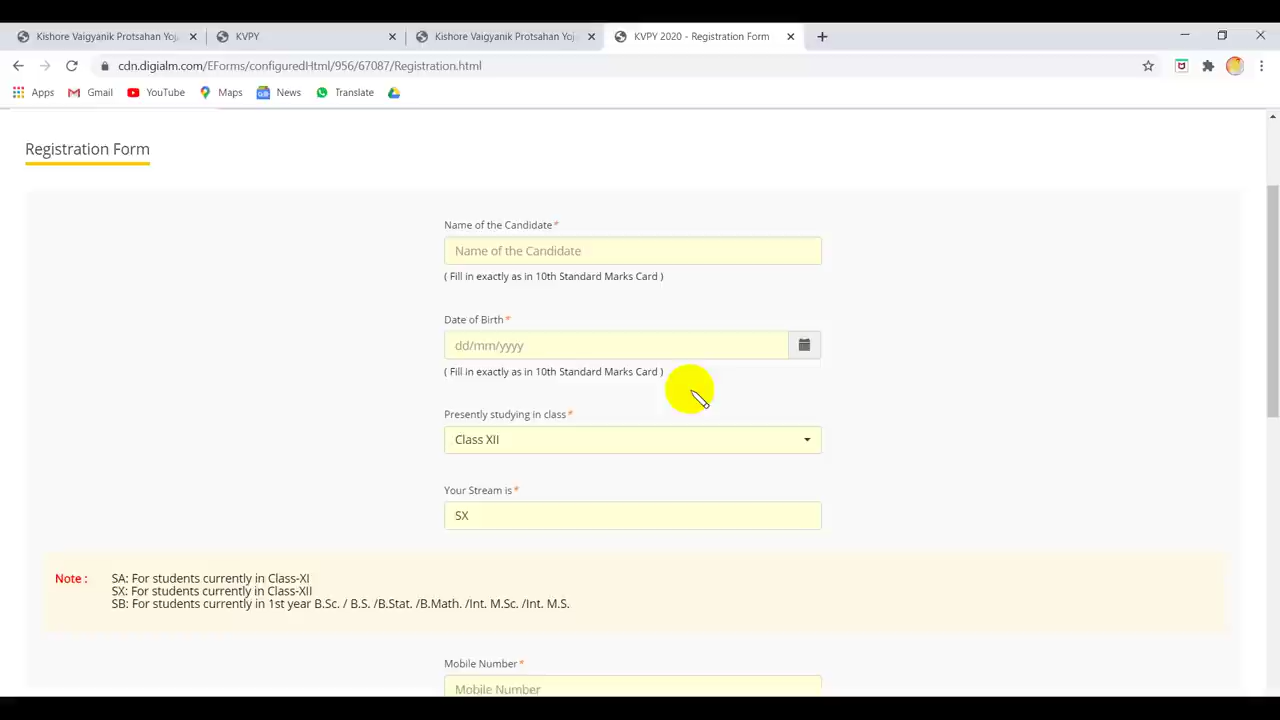 Kishore Vaigyanik Protsahan Yoj
KVPY
Kishore Vaigyanik Protsahan Yoj
KVPY 2020 - Registration Form
cdn.digialm.com/EForms/configuredHtml/956/67087/Registration.html
Apps
Gmail
YouTube
Maps
News
Translate
Registration Form
Name of the Candidate*
Name of the Candidate
( Fill in exactly as in 10th Standard Marks Card )
Date of Birth*
dd/mm/yyyy
( Fill in exactly as in 10th Standard Marks Card )
Presently studying in class*
Class XII
Your Stream is*
SX
Note : SA: For students currently in Class-XI
SX: For students currently in Class-XII
SB: For students currently in 1st year B.Sc. / B.S. /B.Stat. /B.Math. /Int. M.Sc. /Int. M.S.
Mobile Number*
Mobile Number